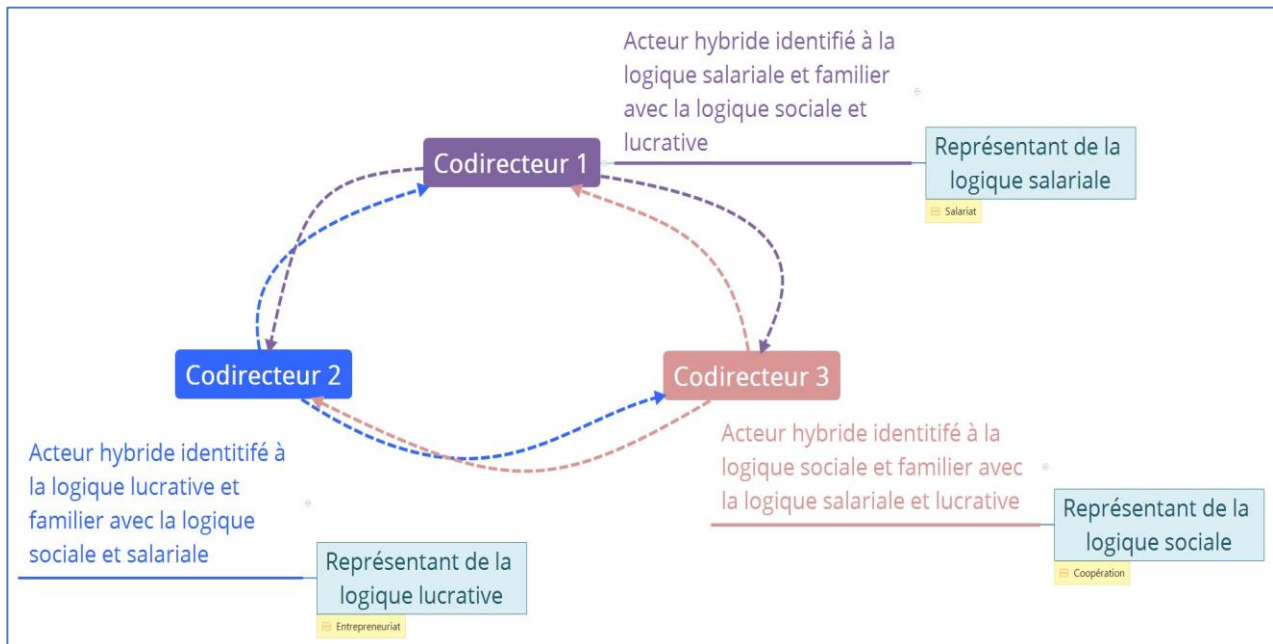 Acteur hybride identifié à la
logique salariale et familier
avec la logique sociale et
lucrative
Codirecteur 1
Représentant de la
logique salariale
Salariat
Codirecteur 2
Codirecteur 3
Acteur hybride identitifé à
la logique lucrative et
familier avec la logique
sociale et salariale
Représentant de la
logique lucrative
Entrepreneuriat
Acteur hybride identitifé à la
logique sociale et familier avec
la logique salariale et lucrative
Représentant de la
logique sociale
Coopération